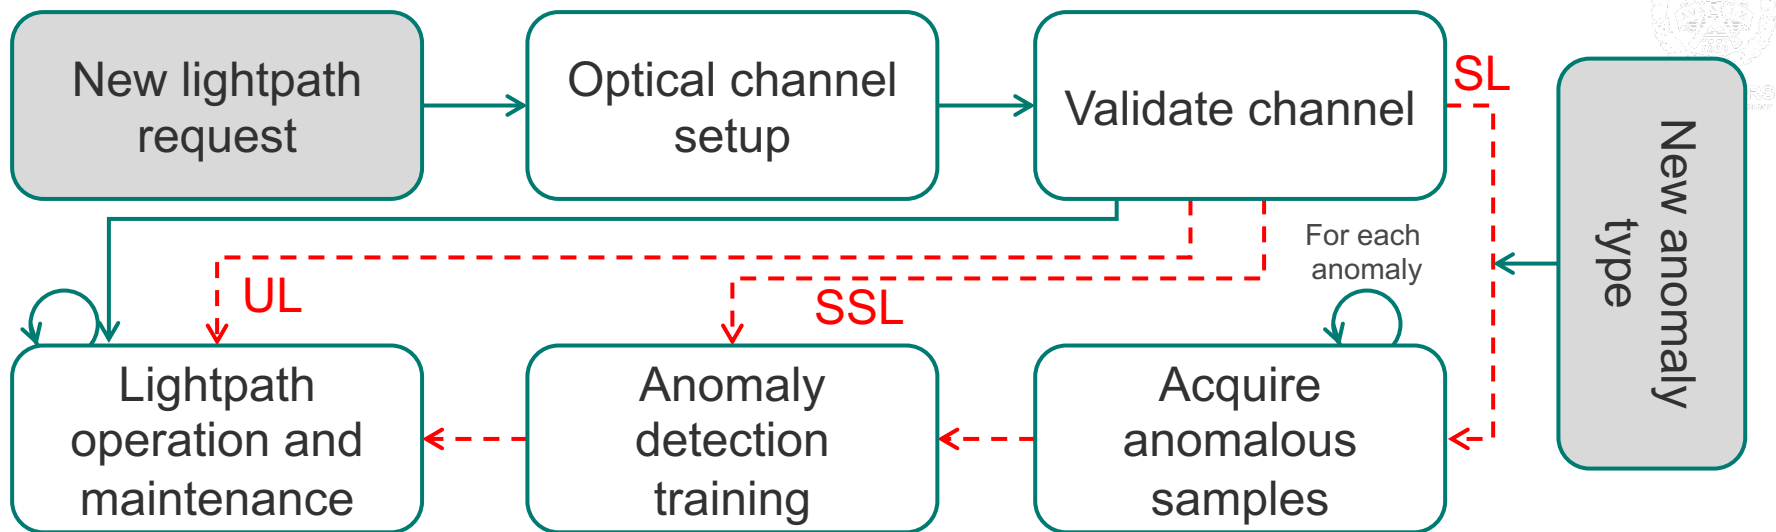 New lightpath
request
Optical channel
setup
Validate channel
SL
New anomaly
type
For each
anomaly
UL
SSL
Lightpath
operation and
maintenance
Anomaly
detection
training
Acquire
anomalous
samples